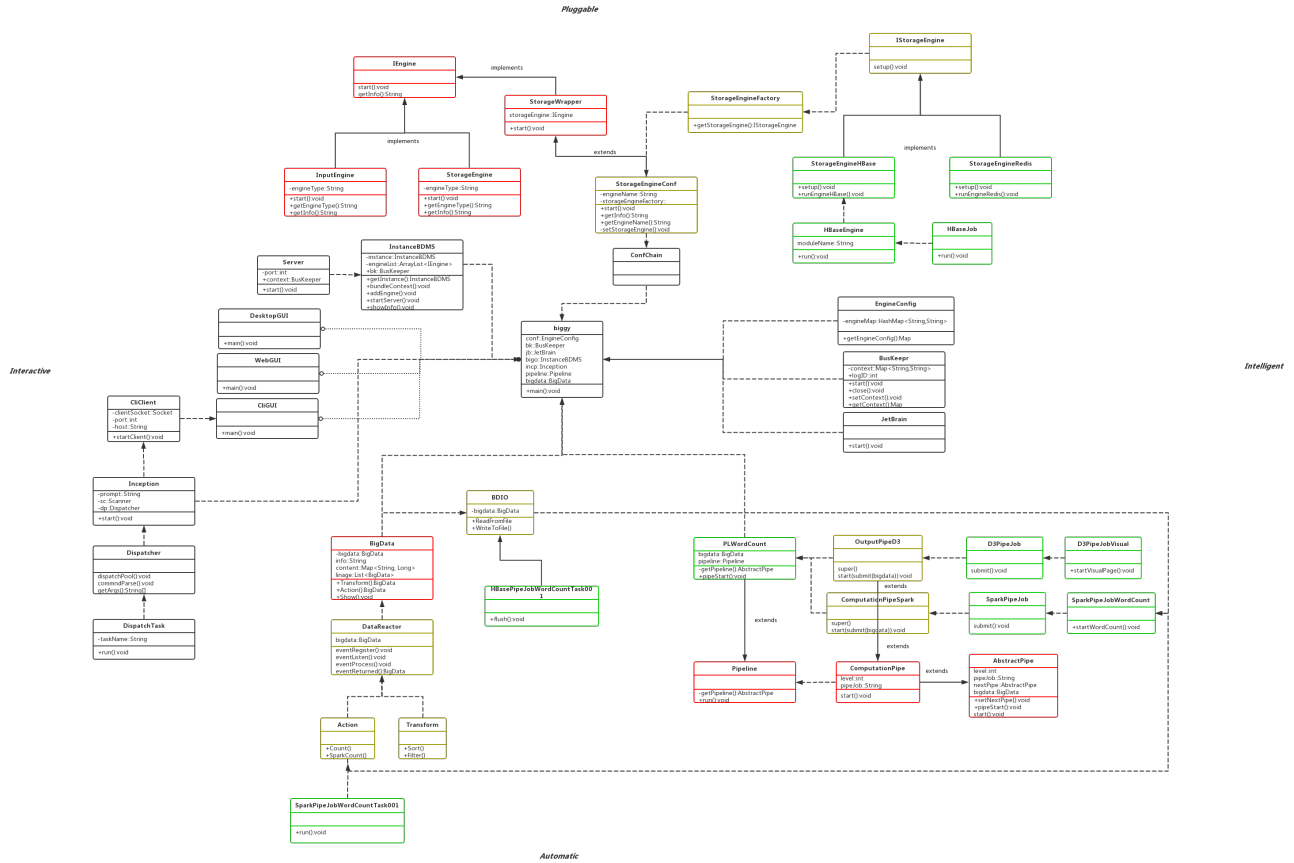 Pluggable
IStorageEngine
setup():void
IEngine
start():void
getInfo():String
implements
StorageWrapper
storageEngine::IEngine
+start():void
StorageEngineFactory
+getStorageEngine():IStorageEngine
implements
extends
implements
InputEngine
-engineType::String
+start():void
+getEngineType():String
+getInfo():String
StorageEngine
-engineType::String
+start():void
+getEngineType():String
+getInfo():String
StorageEngineConf
-engineName::String
-storageEngineFactory::
+start():void
+getInfo():String
+getEngineName():String
-setStorageEngine():void
StorageEngineHBase
+setup():void
+runEngineHBase():void
StorageEngineRedis
+setup():void
+runEngineRedis():void
HBaseEngine
moduleName::String
+run():void
HBaseJob
+run():void
Server
-port::int
+context::BusKeeper
+start():void
InstanceBDMS
-instance::InstanceBDMS
-engineList::ArrayList<IEngine>
+bk::BusKeeper
+getInstance():InstanceBDMS
+bundleContext():void
+addEngine():void
+startServer():void
+showInfo():void
ConfChain
DesktopGUI
+main():void
WebGUI
+main():void
CliGUI
+main():void
biggy
conf::EngineConfig
bk::BusKeeper
jb::JetBrain
bigo::InstanceBDMS
incp::Inception
pipeline::Pipeline
bigdata::BigData
+main():void
EngineConfig
-engineMap::HashMap<String,String>
+getEngineConfig():Map
BusKeepr
-context::Map<String,String>
+logID::int
+start():void
+close():void
+setContext():void
+getContext():Map
JetBrain
+start():void
Interactive
Intelligent
CliClient
-clientSocket::Socket
-port::int
-host::String
+startClient():void
Inception
-prompt::String
-sc::Scanner
-dp::Dispatcher
+start():void
Dispatcher
dispatchPool():void
commndParse():void
getArgs():String[]
DispatchTask
-taskName::String
+run():void
BDIO
-bigdata::BigData
+ReadFromFile
+WriteToFile()
BigData
-bigdata::BigData
info::String
content::Map<String, Long>
linage::List<BigData>
+Transform():BigData
+Action():BigData
+Show():void
HBasePipeJobWordCountTask00
1
+flush():void
DataReactor
bigdata::BigData
eventRegister():void
eventListen():void
eventProcess():void
eventReturned():BigData
Action
+Count()
+SparkCount()
Transform
+Sort()
+Filter()
SparkPipeJobWordCountTask001
+run():void
PLWordCount
bigdata::BigData
pipeline::Pipeline
-getPipeline():AbstractPipe
+pipeStart():void
OutputPipeD3
super()
start(submit(bigdata)):void
extends
D3PipeJob
submit():void
D3PipeJobVisual
+startVisualPage():void
ComputationPipeSpark
super()
start(submit(bigdata)):void
SparkPipeJob
submit():void
SparkPipeJobWordCount
+startWordCount():void
extends
extends
Pipeline
-getPipeline():AbstractPipe
+run():void
ComputationPipe
level::int
pipeJob::String
start():void
extends
AbstractPipe
level::int
pipeJob::String
nextPipe::AbstractPipe
bigdata::BigData
+setNextPipe():void
+pipeStart():void
start():void
Automatic